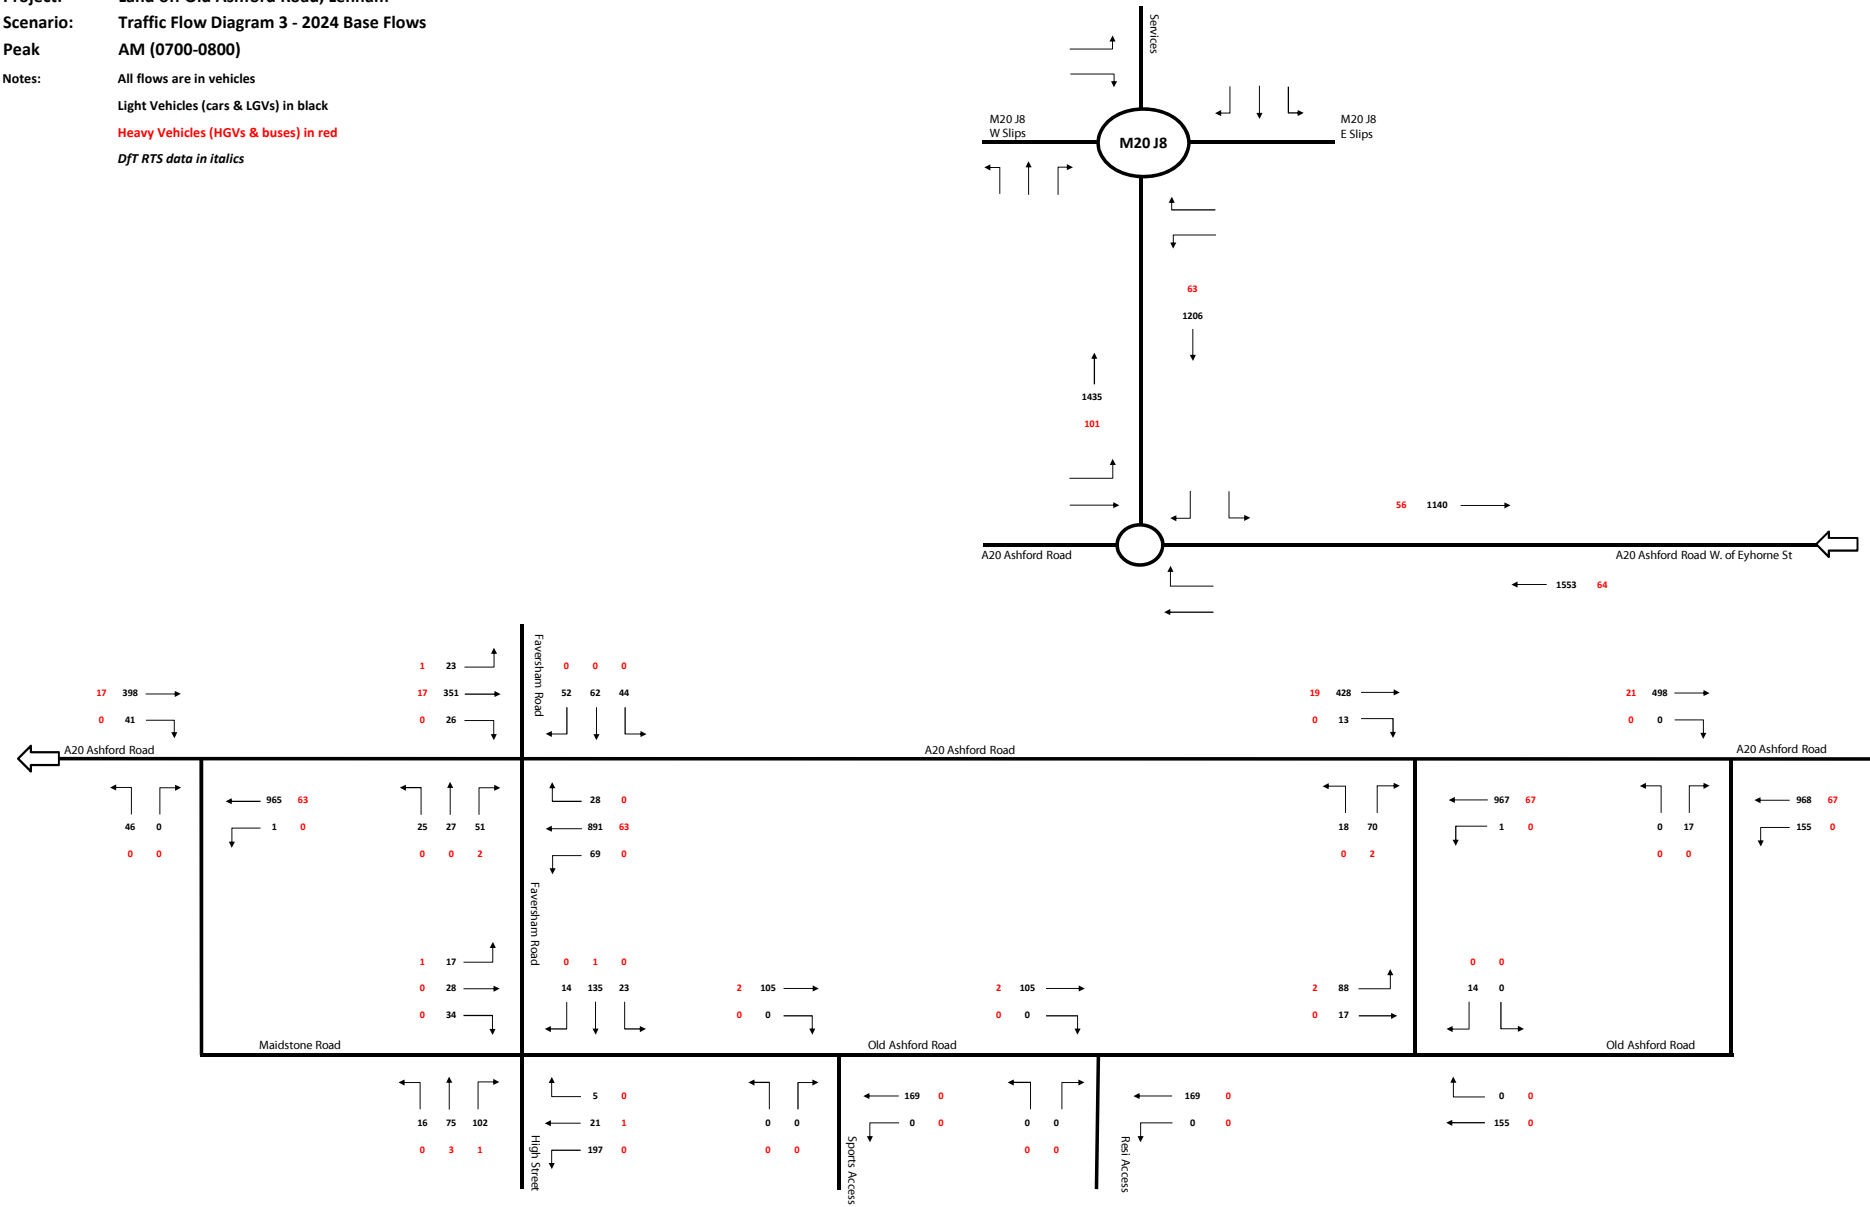 Project: Land off Old Ashford Road, Lenham
Scenario: Traffic Flow Diagram 3 - 2024 Base Flows
Peak AM (0700-0800)
Notes: All flows are in vehicles
Light Vehicles (cars & LGVs) in black
Heavy Vehicles (HGVs & buses) in red
DfT RTS data in italics
Services
M20 J8
W Slips
M20 J8
M20 J8
E Slips
63
1206
1435
101
56 1140
A20 Ashford Road
A20 Ashford Road W. of Eyhorne St
1553 64
Faversham Road
1 23
0 0 0
17 398
17 351
52 62 44
19 428
21 498
0 41
0 26
0 13
0 0
A20 Ashford Road
A20 Ashford Road
A20 Ashford Road
965 63
28 0
967 67
968 67
46 0
1 0
25 27 51
891 63
18 70
1 0
0 17
155 0
0 0
0 0 2
69 0
0 2
0 0
Faversham Road
1 17
0 1 0
0 0
0 28
14 135 23
2 105
2 105
2 88
14 0
0 34
0 0
0 0
0 17
Maidstone Road
Old Ashford Road
Old Ashford Road
5 0
169 0
169 0
0 0
16 75 102
21 1
0 0
0 0
0 0
0 0
155 0
0 3 1
197 0
0 0
0 0
High Street
Sports Access
Resi Access